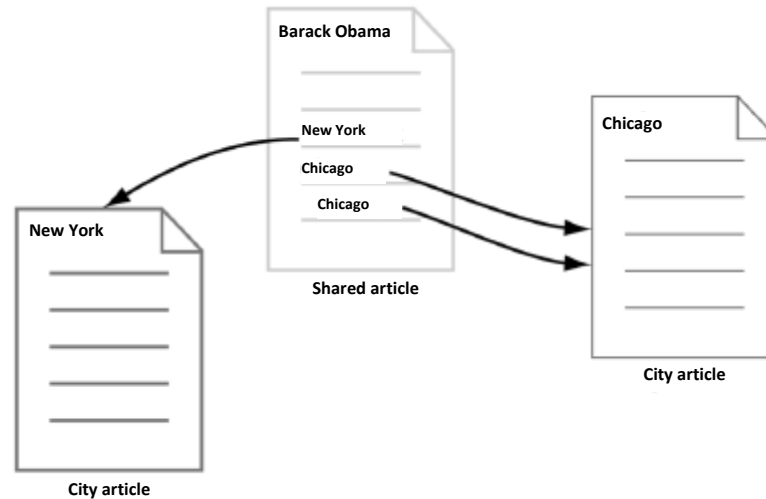 Barack Obama
New York
Chicago
Chicago
Shared article
New York
City article
Chicago
City article